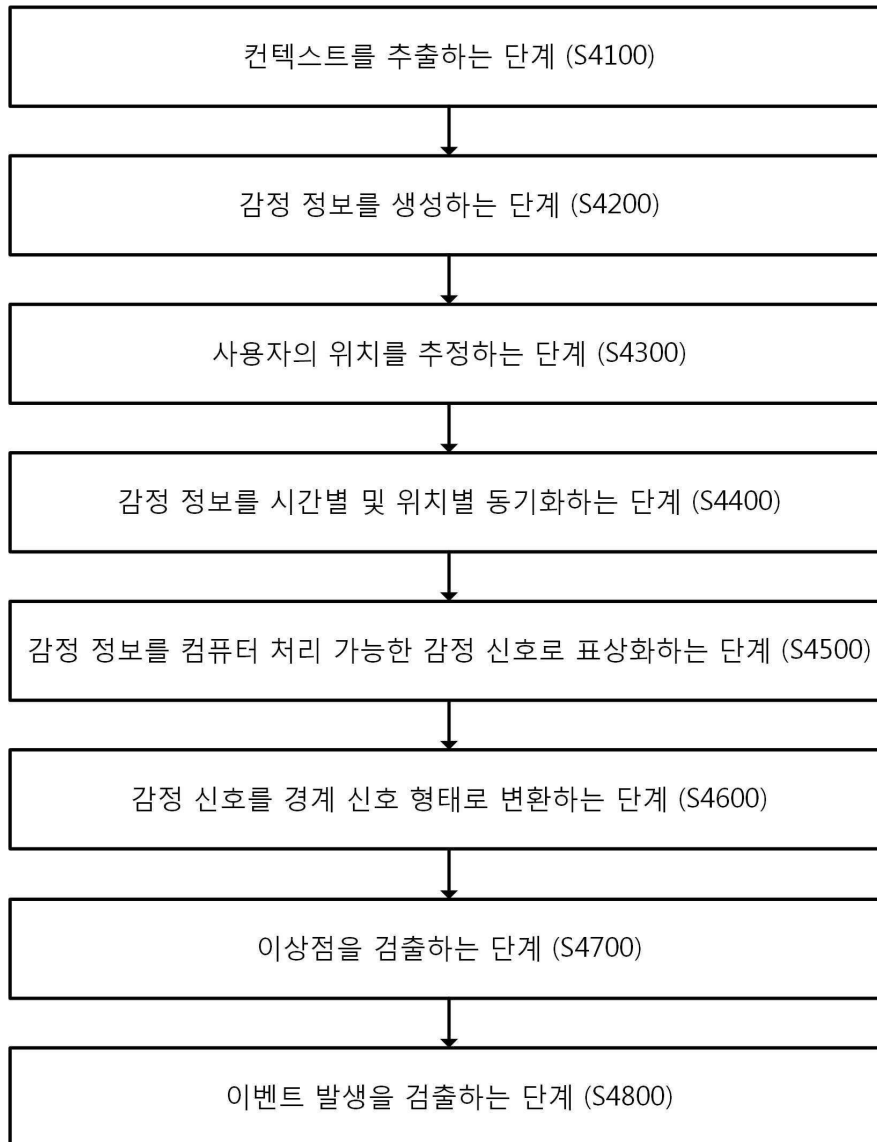 컨텍스트를 추출하는 단계 (S4100)
감정 정보를 생성하는 단계 (S4200)
사용자의 위치를 추정하는 단계 (S4300)
감정 정보를 시간별 및 위치별 동기화하는 단계 (S4400)
감정 정보를 컴퓨터 처리 가능한 감정 신호로 표상화하는 단계 (S4500)
감정 신호를 경계 신호 형태로 변환하는 단계 (S4600)
이상점을 검출하는 단계 (S4700)
이벤트 발생을 검출하는 단계 (S4800)